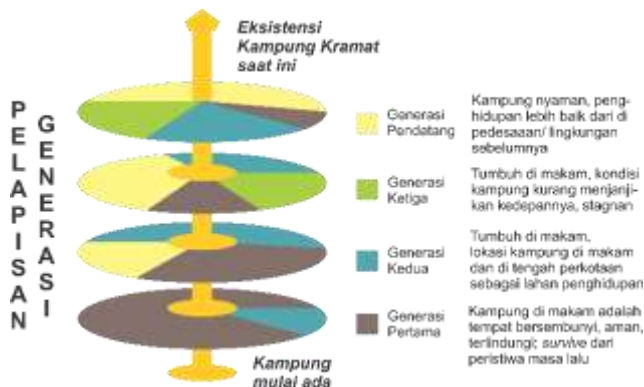 Eksistensi
Kampung Kramat
saat ini
PELAPISAN
GENERASI
Generasi
Pendatang
Kampung nyaman, peng-
hidupan lebih baik dari di
pedesaaan/ lingkungan
sebelumnya
Generasi
Ketiga
Tumbuh di makam, kondisi
kampung kurang menjanji-
kan kedepannya, stagnan
Generasi
Kedua
Tumbuh di makam,
lokasi kampung di makam
dan di tengah perkotaan
sebagai lahan penghidupan
Generasi
Pertama
Kampung di makam adalah
tempat bersembunyi, aman,
terlindungi; survive dari
peristiwa masa lalu
Kampung
mulai ada